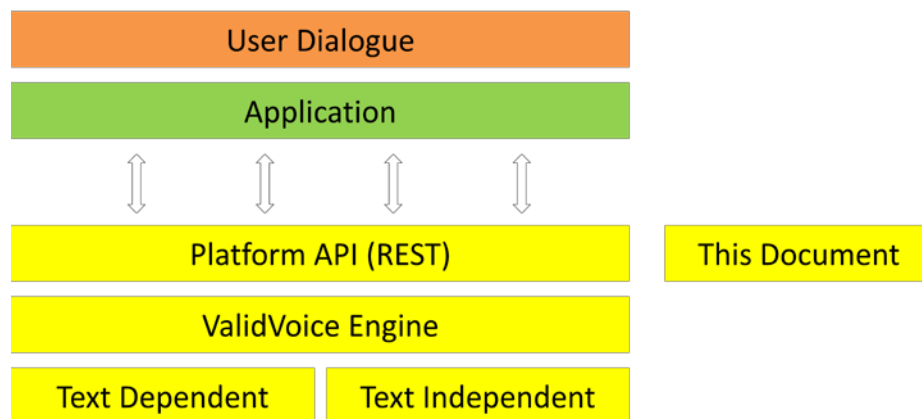 User Dialogue
Application
Platform API (REST)
This Document
ValidVoice Engine
Text Dependent
Text Independent